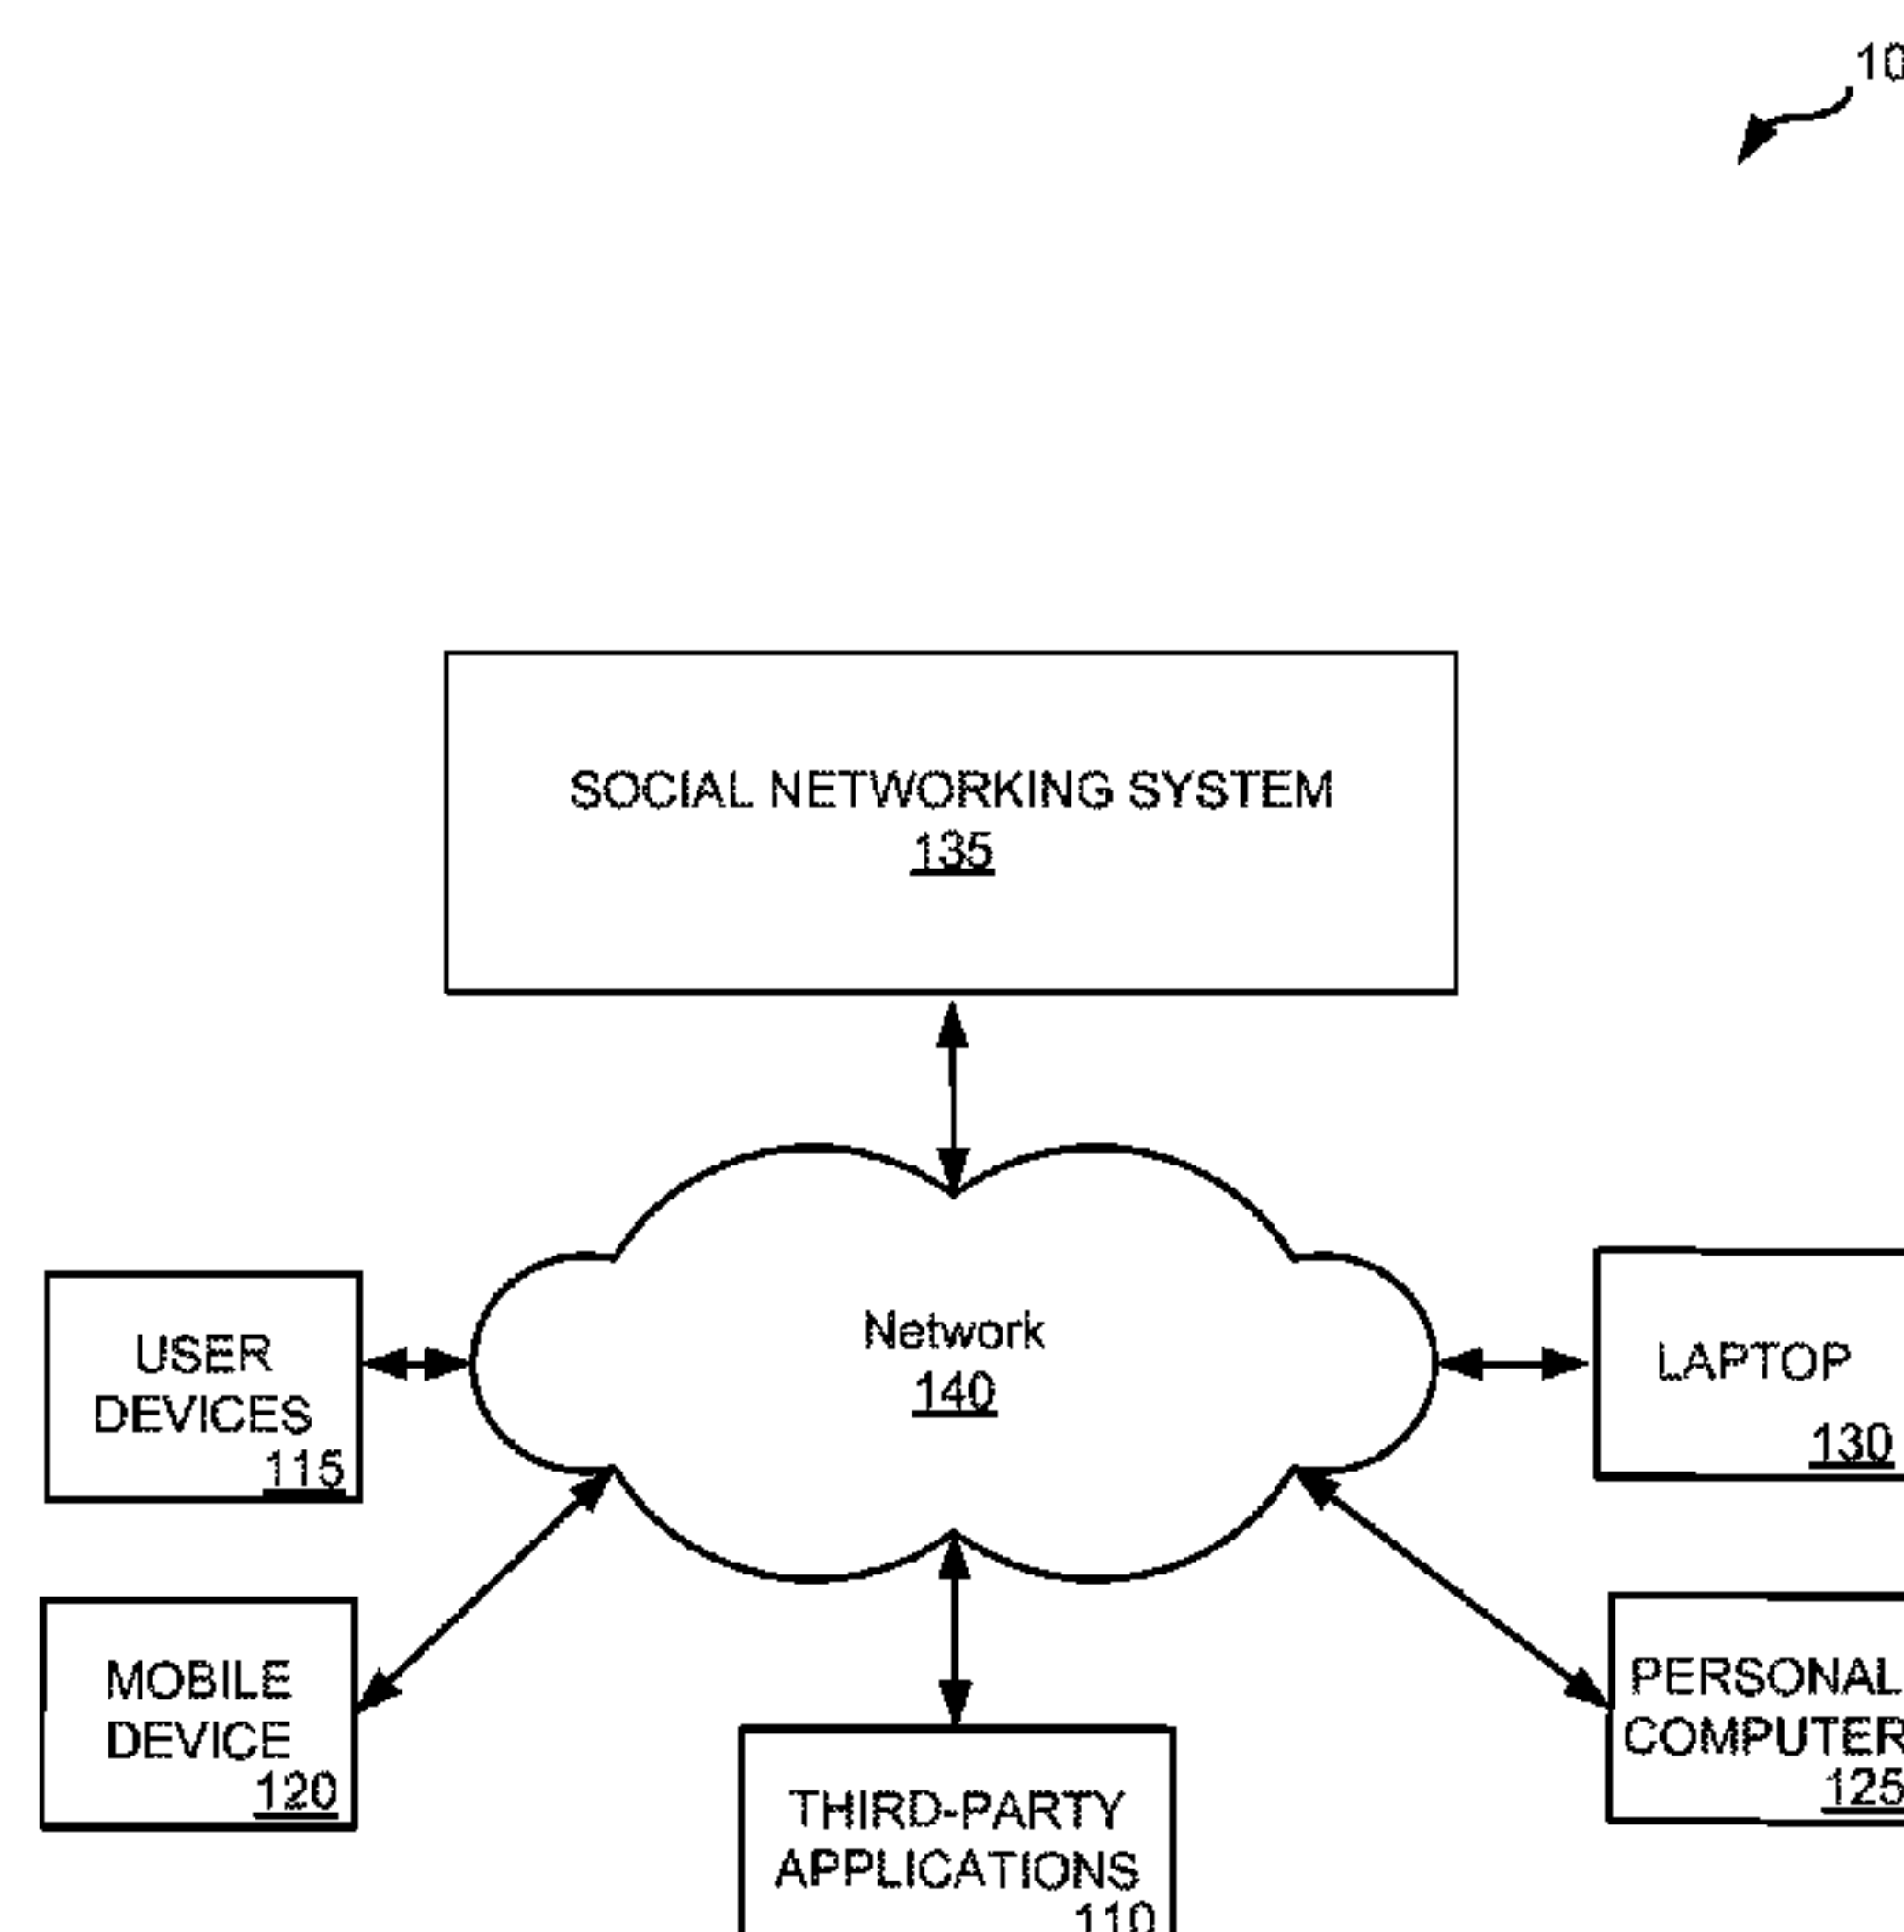 10
SOCIAL NETWORKING SYSTEM
135
Network
140
USER
DEVICES
115
LAPTOP
130
MOBILE
DEVICE
120
PERSONAL
COMPUTER
125
THIRD-PARTY
APPLICATIONS
110